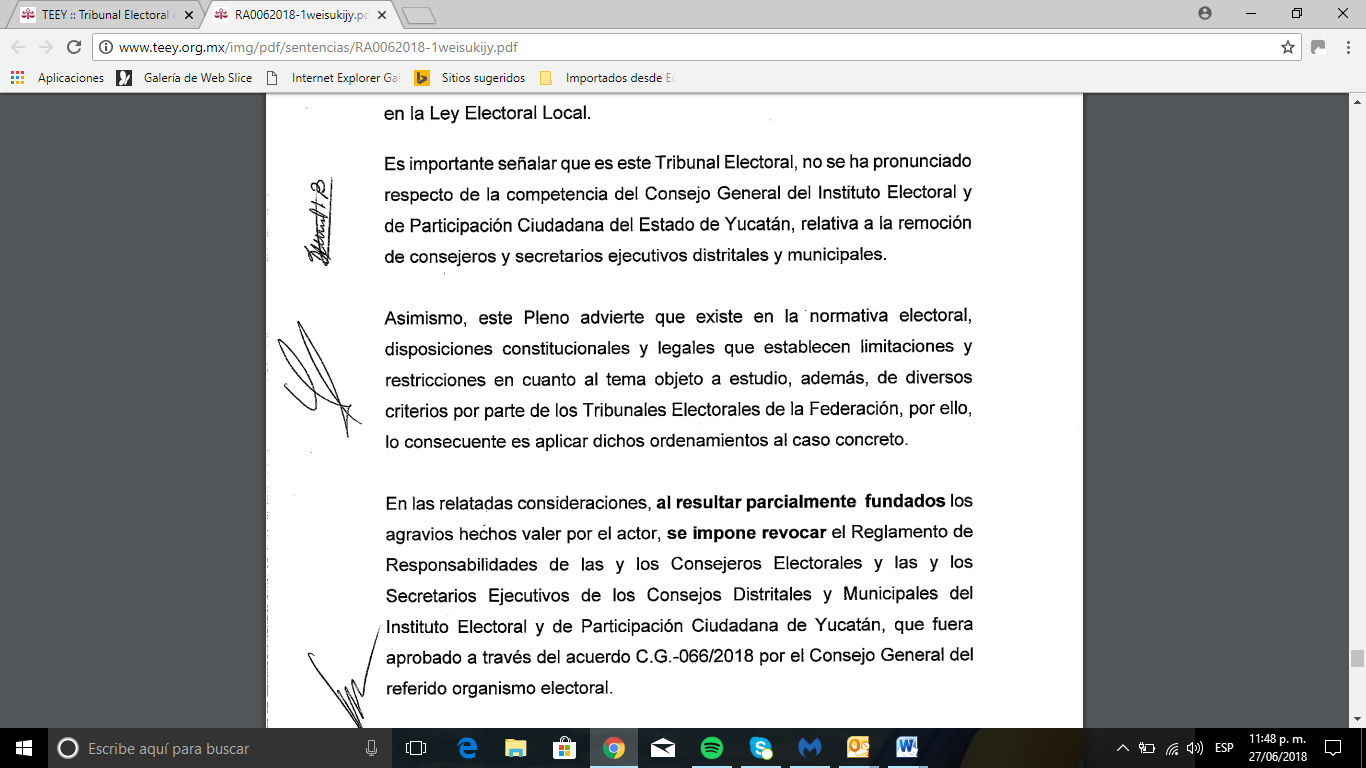 TEEY :: Tribunal Electoral
RA0062018-1weisukijy.pd
www.teey.org.mx/img/pdf/sentencias/RA0062018-1weisukijy.pdf
Aplicaciones Galería de Web Slice Internet Explorer Gal Sitios sugeridos Importados desde E
en la Ley Electoral Local.
Es importante señalar que es este Tribunal Electoral, no se ha pronunciado
respecto de la competencia del Consejo General del Instituto Electoral y
de Participación Ciudadana del Estado de Yucatán, relativa a la remoción
de consejeros y secretarios ejecutivos distritales y municipales.
Asimismo, este Pleno advierte que existe en la normativa electoral,
disposiciones constitucionales y legales que establecen limitaciones y
restricciones en cuanto al tema objeto a estudio, además, de diversos
criterios por parte de los Tribunales Electorales de la Federación, por ello,
lo consecuente es aplicar dichos ordenamientos al caso concreto.
En las relatadas consideraciones, al resultar parcialmente fundados los
agravios hechos valer por el actor, se impone revocar el Reglamento de
Responsabilidades de las y los Consejeros Electorales y las y los
Secretarios Ejecutivos de los Consejos Distritales y Municipales del
Instituto Electoral y de Participación Ciudadana de Yucatán, que fuera
aprobado a través del acuerdo C.G.-066/2018 por el Consejo General del
referido organismo electoral.
Escribe aquí para buscar
ESP
11:48 p. m.
27/06/2018